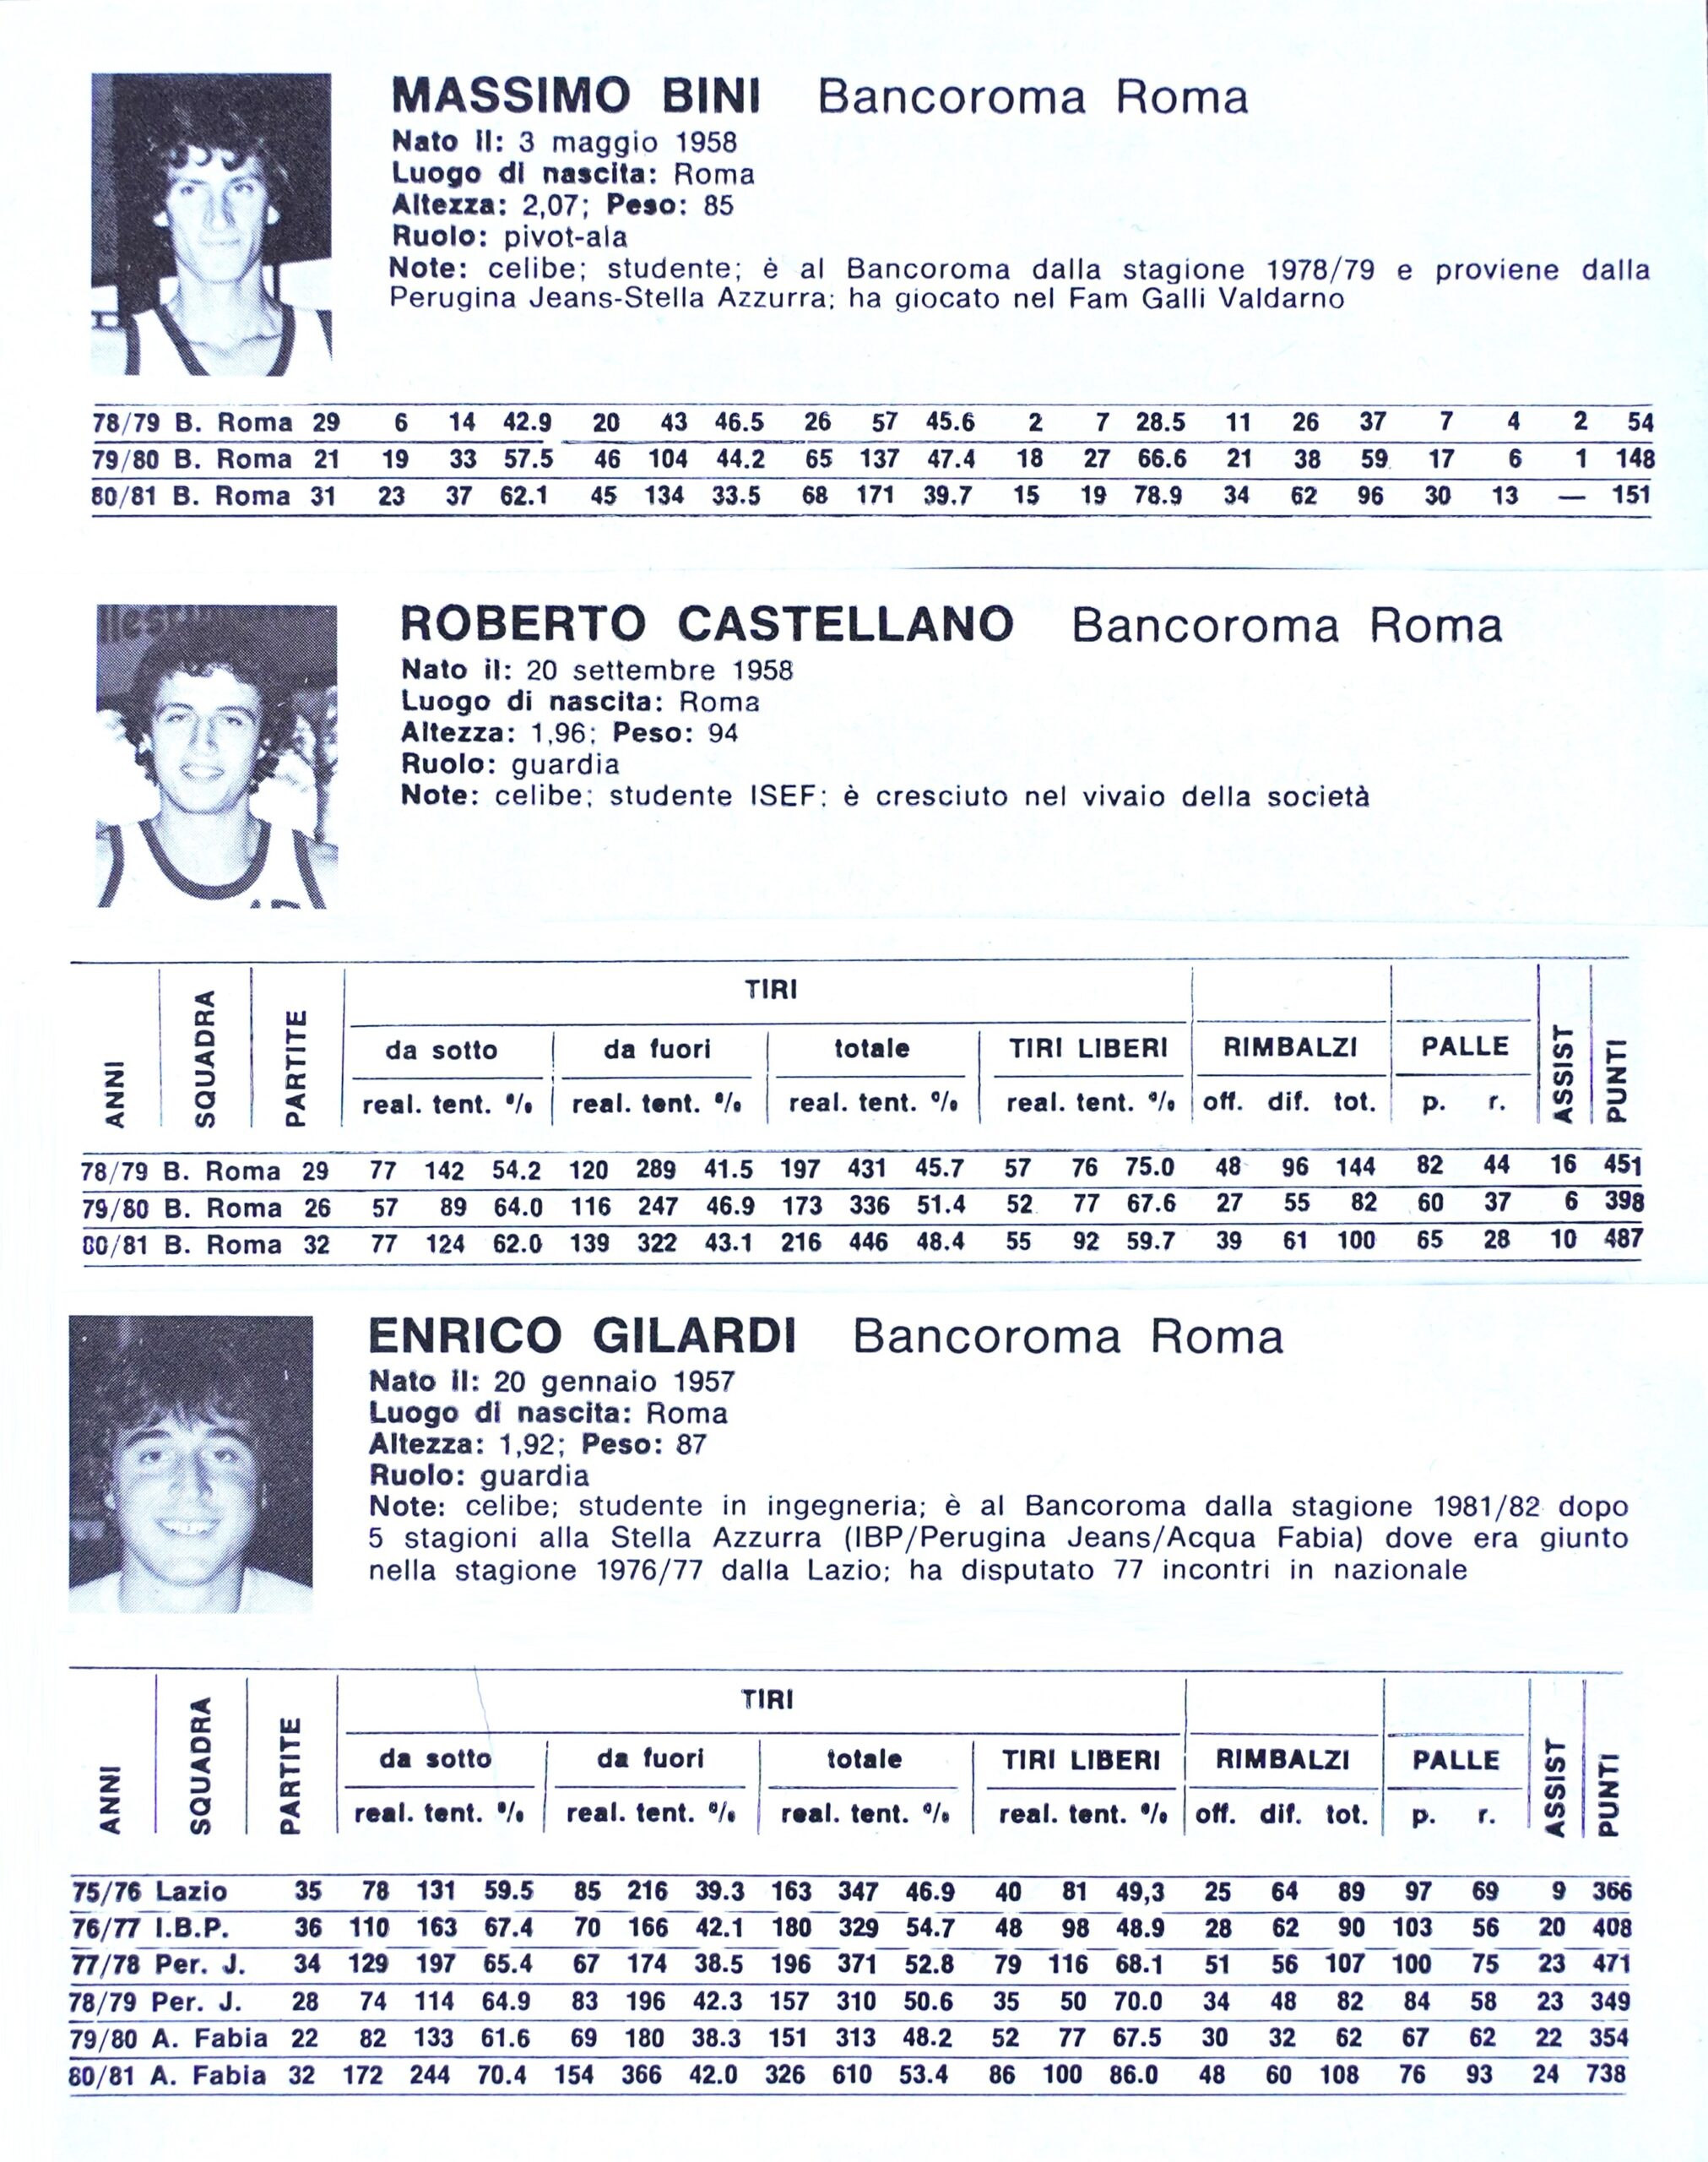 MASSIMO BINI Bancoroma Roma
Nato il: 3 maggio 1958
Luogo di nascita: Roma
Altezza: 2,07; Peso: 85
Ruolo: pivot-ala
Note: celibe; studente; è al Bancoroma dalla stagione 1978/79 e proviene dalla
Perugina Jeans-Stella Azzurra; ha giocato nel Fam Galli Valdarno
78/79 B. Roma 29 6 14 42.9 20 43 46.5 26 57 45.6 2 7 28.5 11 26 37 7 4 2 54
79/80 B. Roma 21 19 33 57.5 46 104 44.2 65 137 47.4 18 27 66.6 21 38 59 17 6 1 148
80/81 B. Roma 31 23 37 62.1 45 134 33.5 68 171 39.7 15 19 78.9 34 62 96 30 13 — 151
ROBERTO CASTELLANO Bancoroma Roma
Nato il: 20 settembre 1958
Luogo di nascita: Roma
Altezza: 1,96; Peso: 94
Ruolo: guardia
Note: celibe; studente ISEF: è cresciuto nel vivaio della società
TIRI
ANNI SQUADRA PARTITE da sotto da fuori totale TIRI LIBERI RIMBALZI PALLE ASSIST PUNTI
real. tent. % real. tent. % real. tent. % real. tent. % off. dif. tot. p. r.
78/79 B. Roma 29 77 142 54.2 120 289 41.5 197 431 45.7 57 76 75.0 48 96 144 82 44 16 451
79/80 B. Roma 26 57 89 64.0 116 247 46.9 173 336 51.4 52 77 67.6 27 55 82 60 37 6 398
80/81 B. Roma 32 77 124 62.0 139 322 43.1 216 446 48.4 55 92 59.7 39 61 100 65 28 10 487
ENRICO GILARDI Bancoroma Roma
Nato il: 20 gennaio 1957
Luogo di nascita: Roma
Altezza: 1,92; Peso: 87
Ruolo: guardia
Note: celibe; studente in ingegneria; è al Bancoroma dalla stagione 1981/82 dopo
5 stagioni alla Stella Azzurra (IBP/Perugina Jeans/Acqua Fabia) dove era giunto
nella stagione 1976/77 dalla Lazio; ha disputato 77 incontri in nazionale
TIRI
ANNI SQUADRA PARTITE da sotto da fuori totale TIRI LIBERI RIMBALZI PALLE ASSIST PUNTI
real. tent. % real. tent. % real. tent. % real. tent. % off. dif. tot. p. r.
75/76 Lazio 35 78 131 59.5 85 216 39.3 163 347 46.9 40 81 49,3 25 64 89 97 69 9 366
76/77 I.B.P. 36 110 163 67.4 70 166 42.1 180 329 54.7 48 98 48.9 28 62 90 103 56 20 408
77/78 Per. J. 34 129 197 65.4 67 174 38.5 196 371 52.8 79 116 68.1 51 56 107 100 75 23 471
78/79 Per. J. 28 74 114 64.9 83 196 42.3 157 310 50.6 35 50 70.0 34 48 82 84 58 23 349
79/80 A. Fabia 22 82 133 61.6 69 180 38.3 151 313 48.2 52 77 67.5 30 32 62 67 62 22 354
80/81 A. Fabia 32 172 244 70.4 154 366 42.0 326 610 53.4 86 100 86.0 48 60 108 76 93 24 738